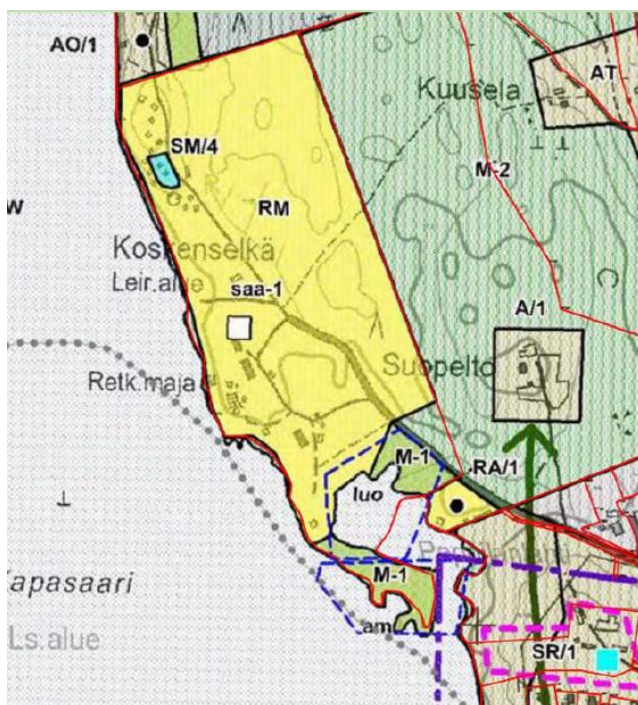 AO/1
AT
Kuusela
SM/4
M-2
RM
Koskenselkä
Leir.alue
saa-1
A/1
Suopelto
Retk.maja
M-1
RA/1
luo
M-1
apasaari
am
Ls.alue
SR/1